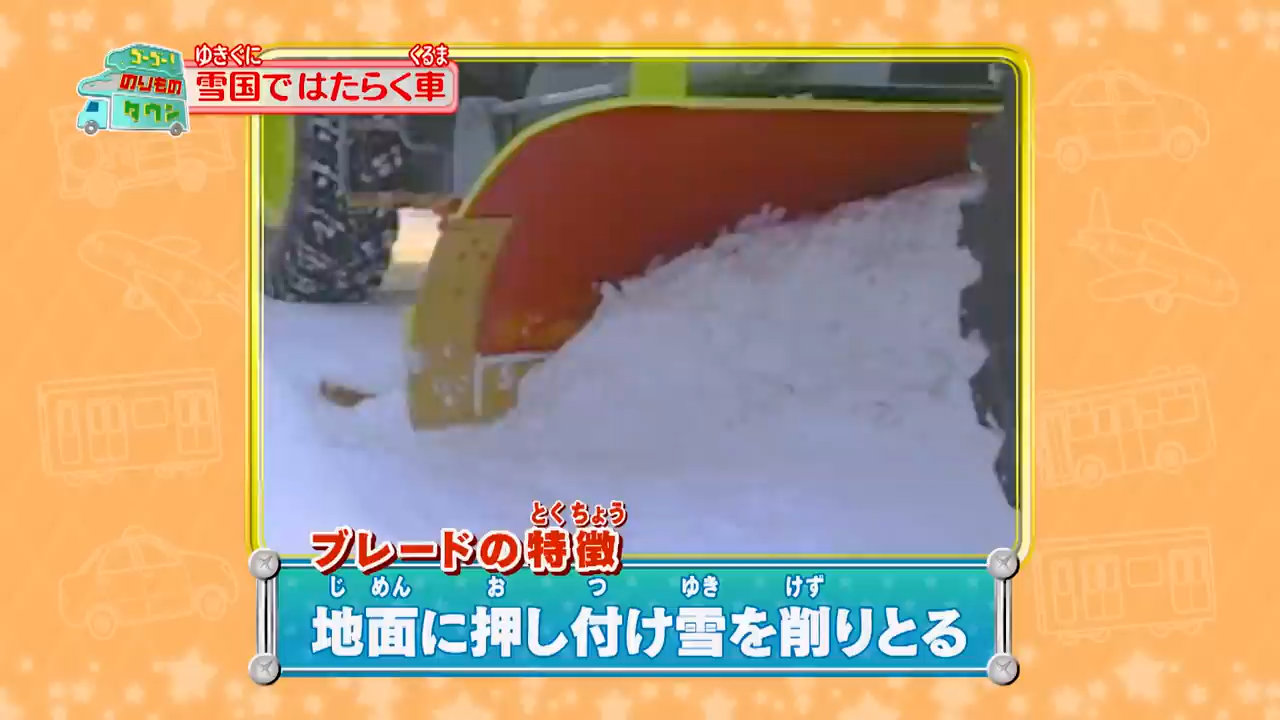 ゴーゴー!
のりもの
タウン
ゆきぐに くるま
雪国ではたらく車
とくちょう
ブレードの特徴
じ めん お つ ゆき けず
地面に押し付け雪を削りとる